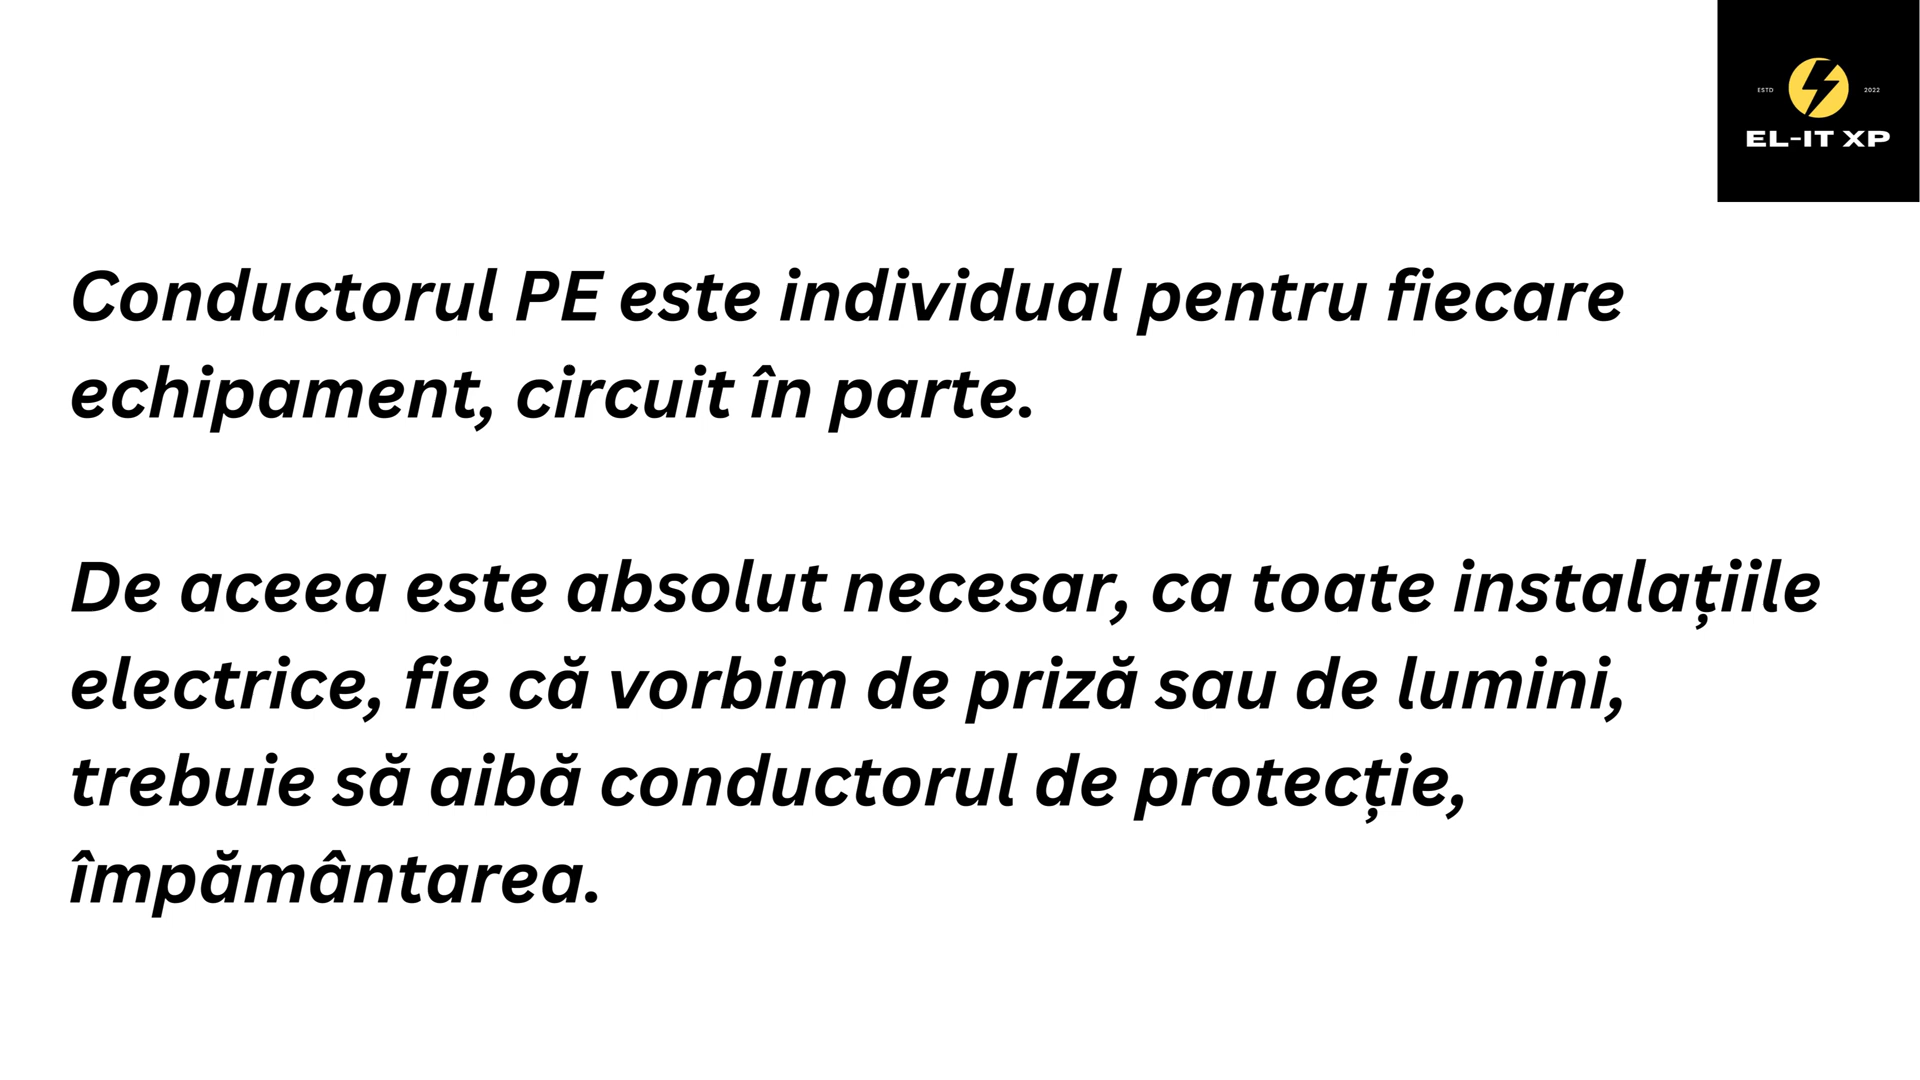 ESTD 2022
EL-IT XP
Conductorul PE este individual pentru fiecare
echipament, circuit în parte.
De aceea este absolut necesar, ca toate instalațiile
electrice, fie că vorbim de priză sau de lumini,
trebuie să aibă conductorul de protecție,
împământarea.